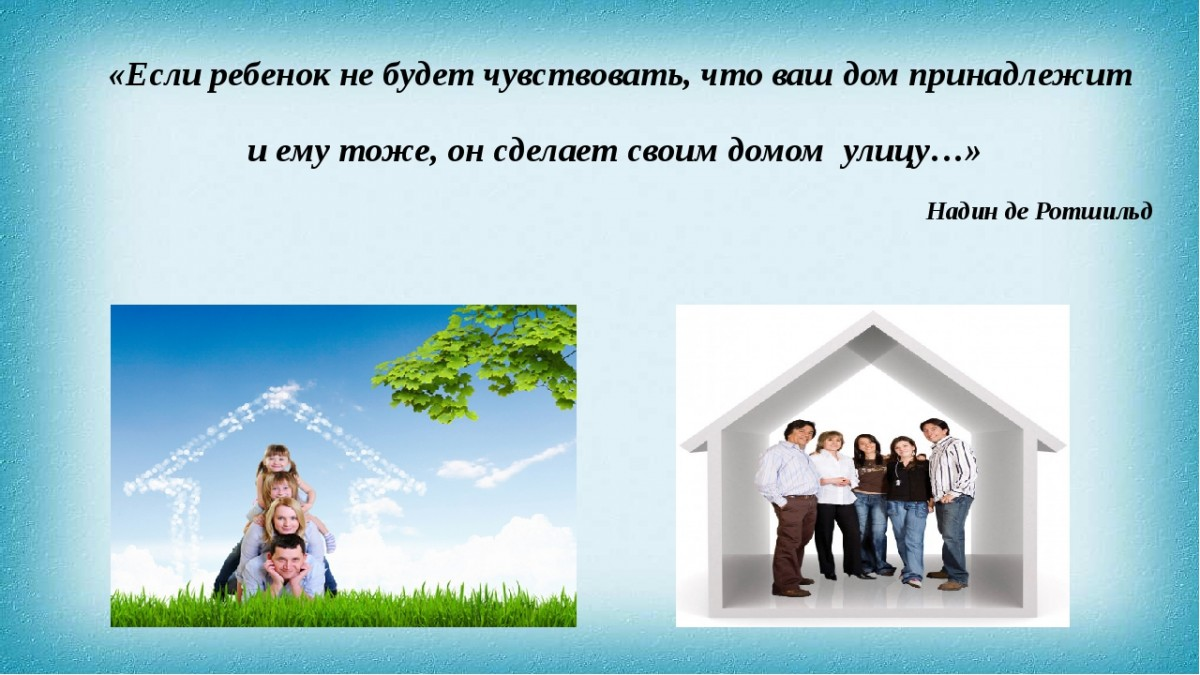 «Если ребенок не будет чувствовать, что ваш дом принадлежит
и ему тоже, он сделает своим домом  улицу…»
Надин де Ротшильд